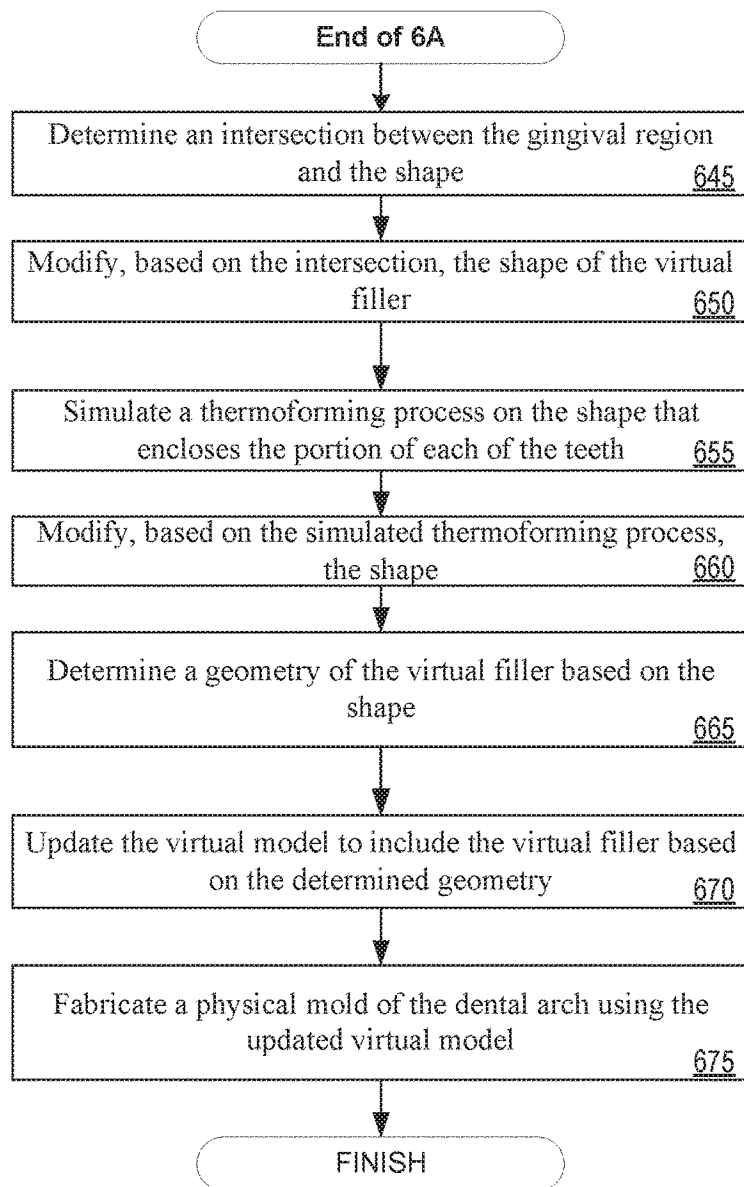 End of 6A
Determine an intersection between the gingival region
and the shape
645
Modify, based on the intersection, the shape of the virtual
filler
650
Simulate a thermoforming process on the shape that
encloses the portion of each of the teeth
655
Modify, based on the simulated thermoforming process,
the shape
660
Determine a geometry of the virtual filler based on the
shape
665
Update the virtual model to include the virtual filler based
on the determined geometry
670
Fabricate a physical mold of the dental arch using the
updated virtual model
675
FINISH